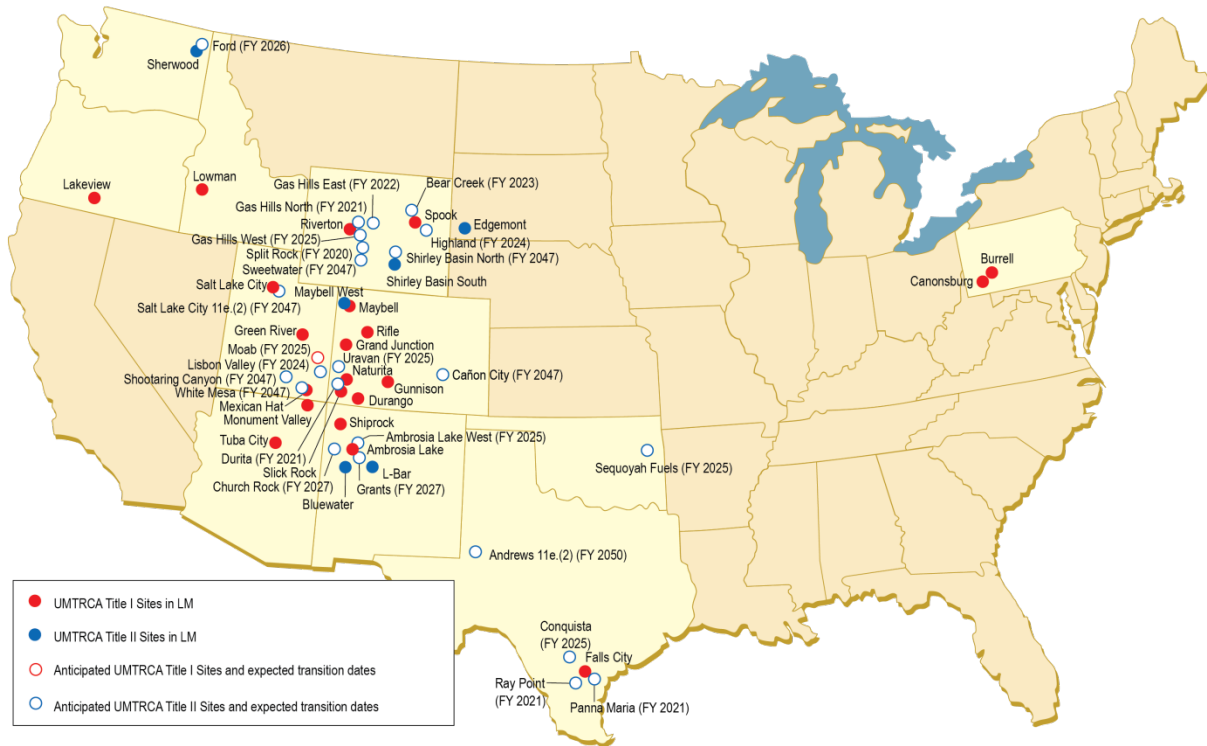 Ford (FY 2026)
Sherwood
Lakeview
Lowman
Gas Hills East (FY 2022)
Bear Creek (FY 2023)
Gas Hills North (FY 2021)
Riverton
Spook
Edgemont
Gas Hills West (FY 2025)
Highland (FY 2024)
Split Rock (FY 2020)
Shirley Basin North (FY 2047)
Sweetwater (FY 2047)
Shirley Basin South
Salt Lake City
Maybell West
Salt Lake City 11e.(2) (FY 2047)
Maybell
Green River
Rifle
Grand Junction
Moab (FY 2025)
Uravan (FY 2025)
Lisbon Valley (FY 2024)
Naturita
Cañon City (FY 2047)
Shootaring Canyon (FY 2047)
Gunnison
White Mesa (FY 2047)
Durango
Mexican Hat
Monument Valley
Shiprock
Tuba City
Ambrosia Lake West (FY 2025)
Ambrosia Lake
Durita (FY 2021)
Slick Rock
L-Bar
Church Rock (FY 2027)
Grants (FY 2027)
Bluewater
Sequoyah Fuels (FY 2025)
Burrell
Canonsburg
Andrews 11e.(2) (FY 2050)
Conquista
(FY 2025)
Falls City
Ray Point
(FY 2021)
Panna Maria (FY 2021)
UMTRCA Title I Sites in LM
UMTRCA Title II Sites in LM
Anticipated UMTRCA Title I Sites and expected transition dates
Anticipated UMTRCA Title II Sites and expected transition dates